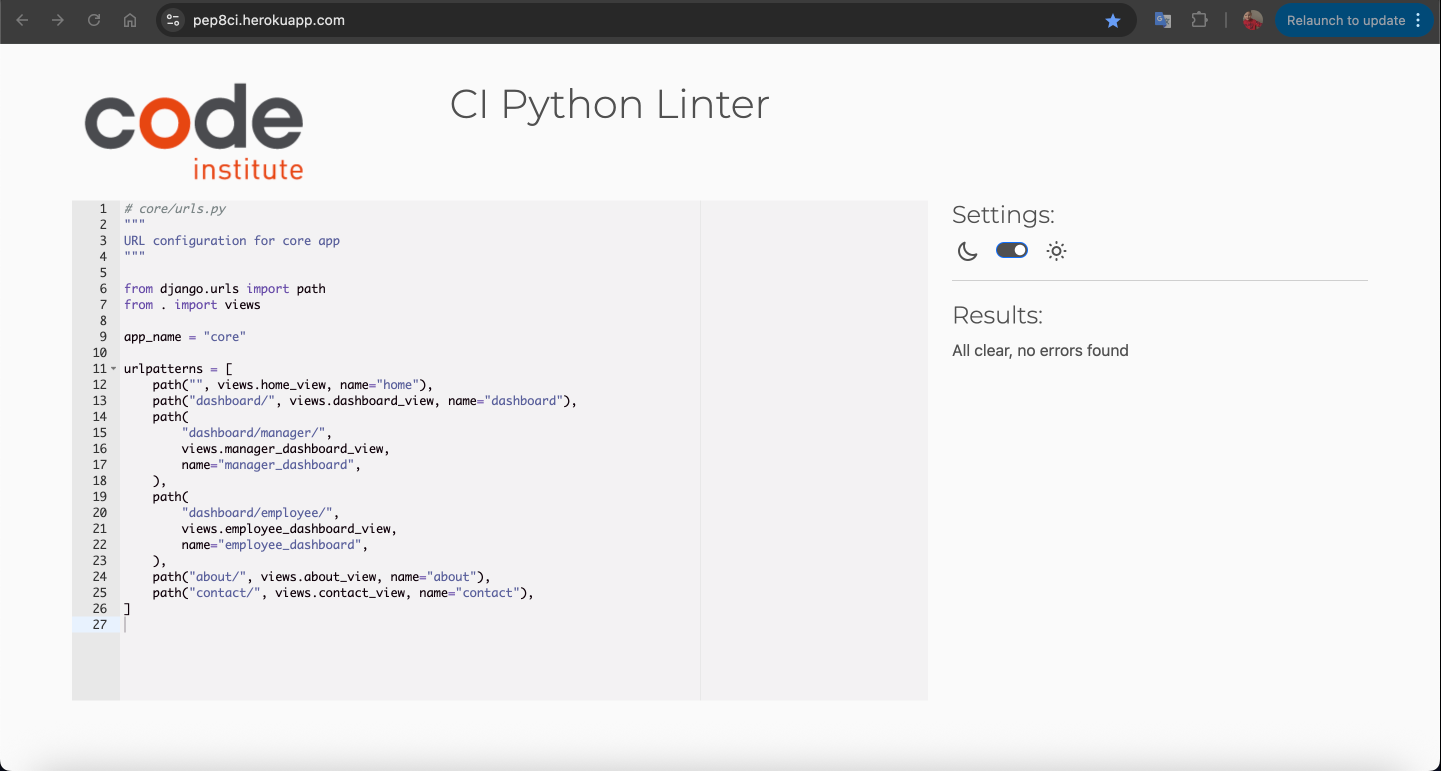 pep8ci.herokuapp.com
Relaunch to update
code
institute
CI Python Linter
1 # core/urls.py
2 """
3 URL configuration for core app
4 """
5
6 from django.urls import path
7 from . import views
8
9 app_name = "core"
10
11 urlpatterns = [
12     path("", views.home_view, name="home"),
13     path("dashboard/", views.dashboard_view, name="dashboard"),
14     path(
15         "dashboard/manager/",
16         views.manager_dashboard_view,
17         name="manager_dashboard",
18     ),
19     path(
20         "dashboard/employee/",
21         views.employee_dashboard_view,
22         name="employee_dashboard",
23     ),
24     path("about/", views.about_view, name="about"),
25     path("contact/", views.contact_view, name="contact"),
26 ]
27
Settings:
Results:
All clear, no errors found